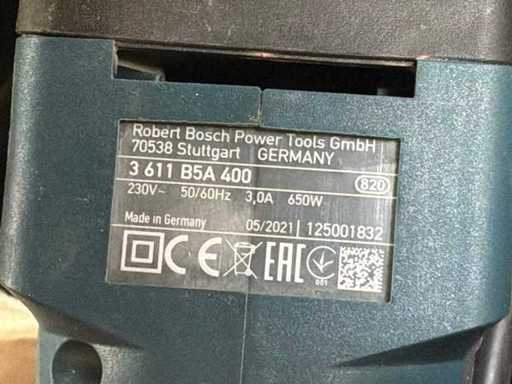 Robert Bosch Power Tools GmbH
70538 Stuttgart GERMANY
3 611 B5A 400
820
230V~ 50/60Hz 3,0A 650W
Made in Germany 05/2021 | 125001832
CE EAC
001